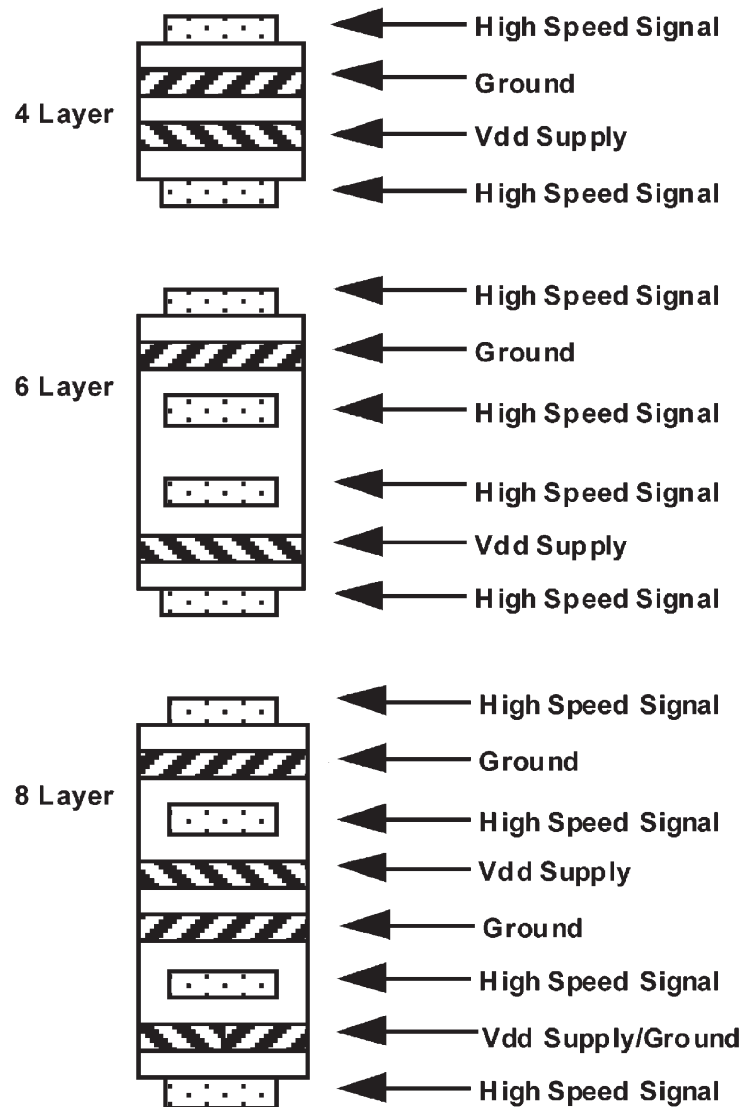 High Speed Signal
Ground
4 Layer
Vdd Supply
High Speed Signal
High Speed Signal
Ground
6 Layer
High Speed Signal
High Speed Signal
Vdd Supply
High Speed Signal
High Speed Signal
Ground
8 Layer
High Speed Signal
Vdd Supply
Ground
High Speed Signal
Vdd Supply/Ground
High Speed Signal